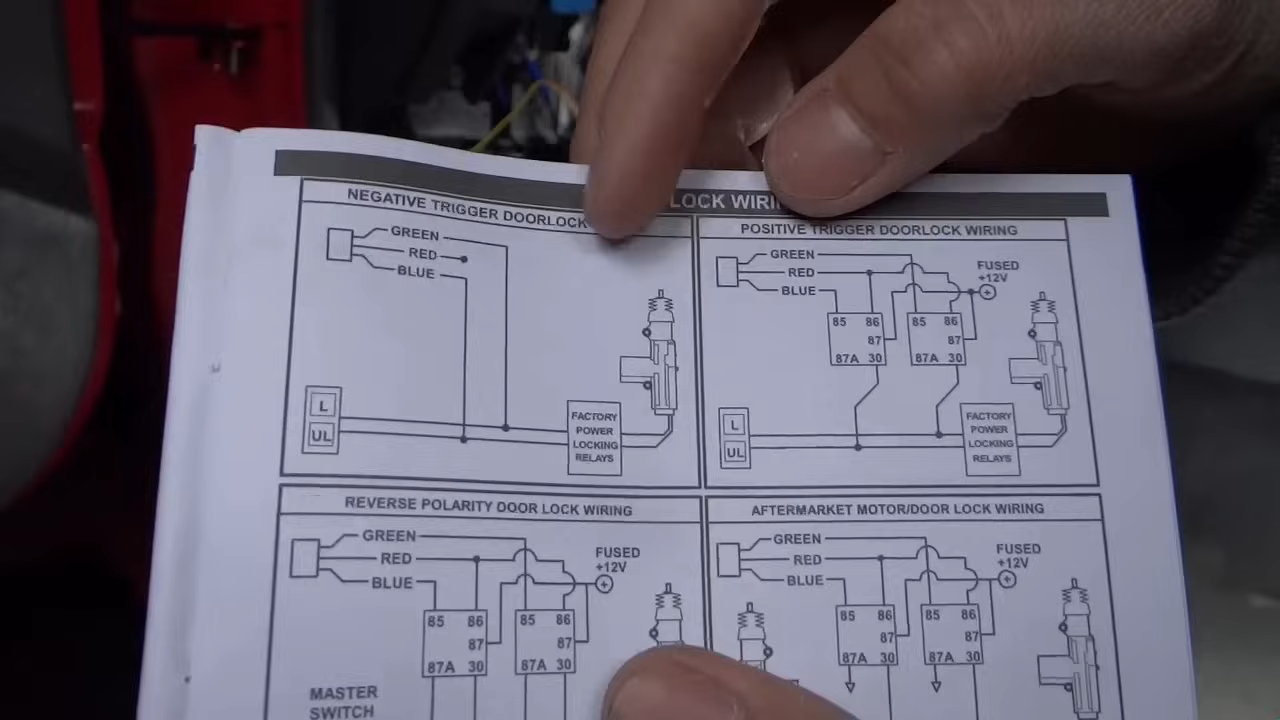 LOCK WIRI
NEGATIVE TRIGGER DOORLOCK
GREEN
RED
BLUE
L
UL
FACTORY
POWER
LOCKING
RELAYS
POSITIVE TRIGGER DOORLOCK WIRING
GREEN
RED
BLUE
FUSED
+12V
85 86
87
87A 30
85 86
87
87A 30
L
UL
FACTORY
POWER
LOCKING
RELAYS
REVERSE POLARITY DOOR LOCK WIRING
GREEN
RED
BLUE
FUSED
+12V
85 86
87
87A 30
85 86
87
87A 30
MASTER
SWITCH
AFTERMARKET MOTOR/DOOR LOCK WIRING
GREEN
RED
BLUE
FUSED
+12V
85 86
87
87A 30
85 86
87
87A 30